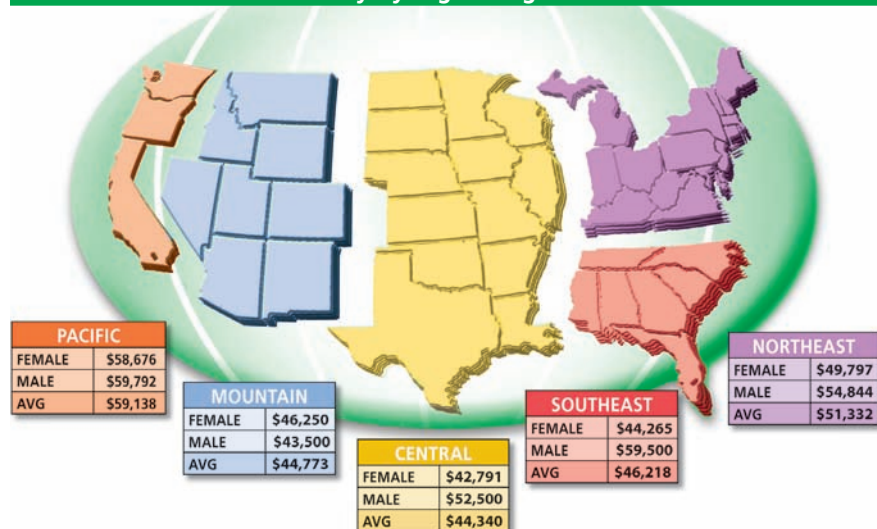 PACIFIC
FEMALE $58,676
MALE $59,792
AVG $59,138
MOUNTAIN
FEMALE $46,250
MALE $43,500
AVG $44,773
CENTRAL
FEMALE $42,791
MALE $52,500
AVG $44,340
SOUTHEAST
FEMALE $44,265
MALE $59,500
AVG $46,218
NORTHEAST
FEMALE $49,797
MALE $54,844
AVG $51,332